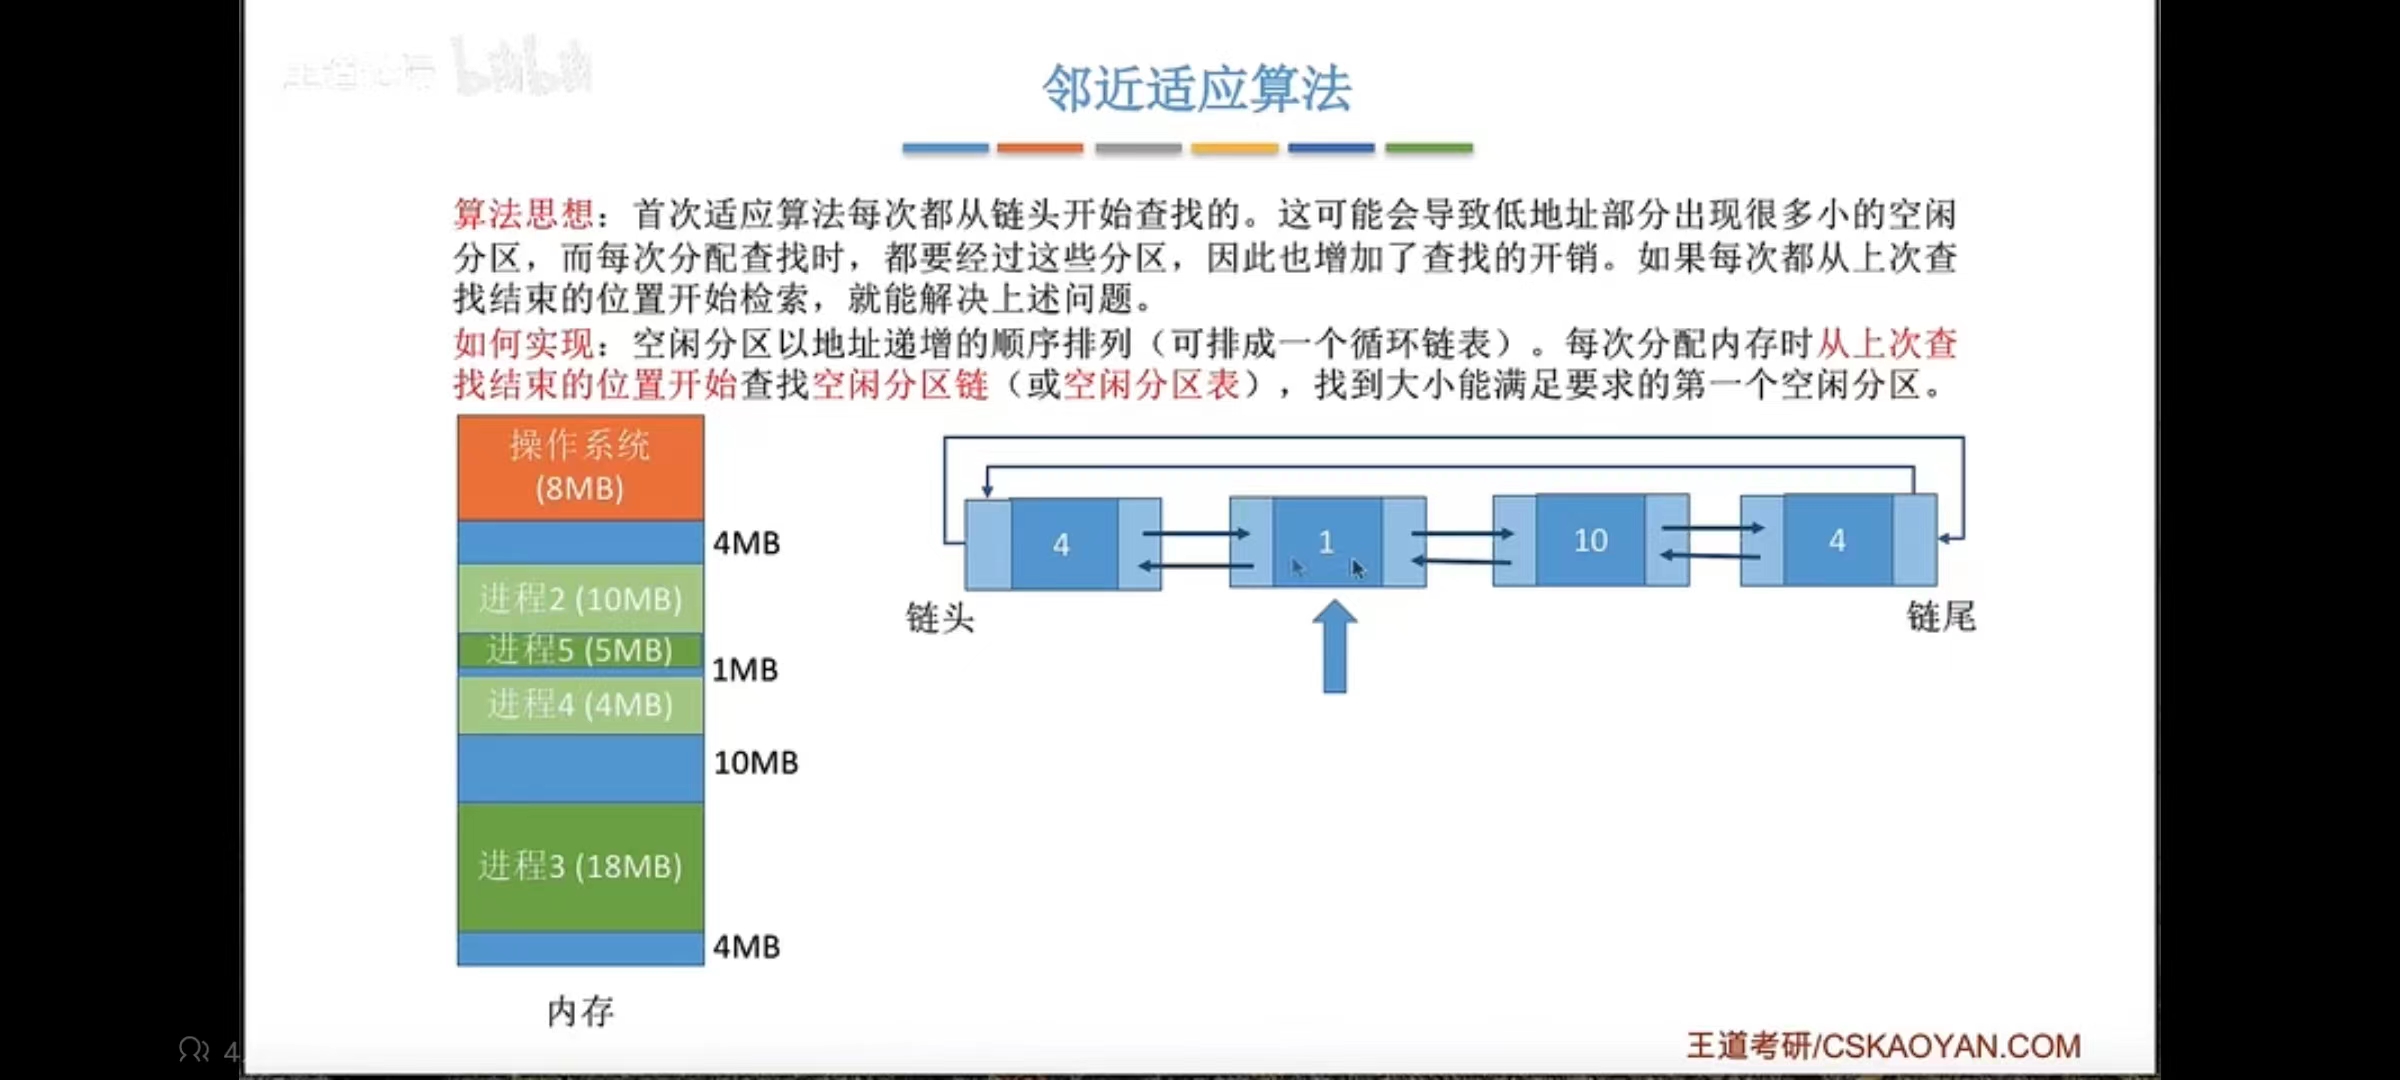 邻近适应算法
算法思想：首次适应算法每次都从链头开始查找的。这可能会导致低地址部分出现很多小的空闲
分区，而每次分配查找时，都要经过这些分区，因此也增加了查找的开销。如果每次都从上次查
找结束的位置开始检索，就能解决上述问题。
如何实现：空闲分区以地址递增的顺序排列（可排成一个循环链表）。每次分配内存时从上次查
找结束的位置开始查找空闲分区链（或空闲分区表），找到大小能满足要求的第一个空闲分区。
操作系统
(8MB)
4MB
进程2 (10MB)
进程5 (5MB)
1MB
进程4 (4MB)
10MB
进程3 (18MB)
4MB
内存
4
1
10
4
链头
链尾
王道考研/CSKAOYAN.COM
4